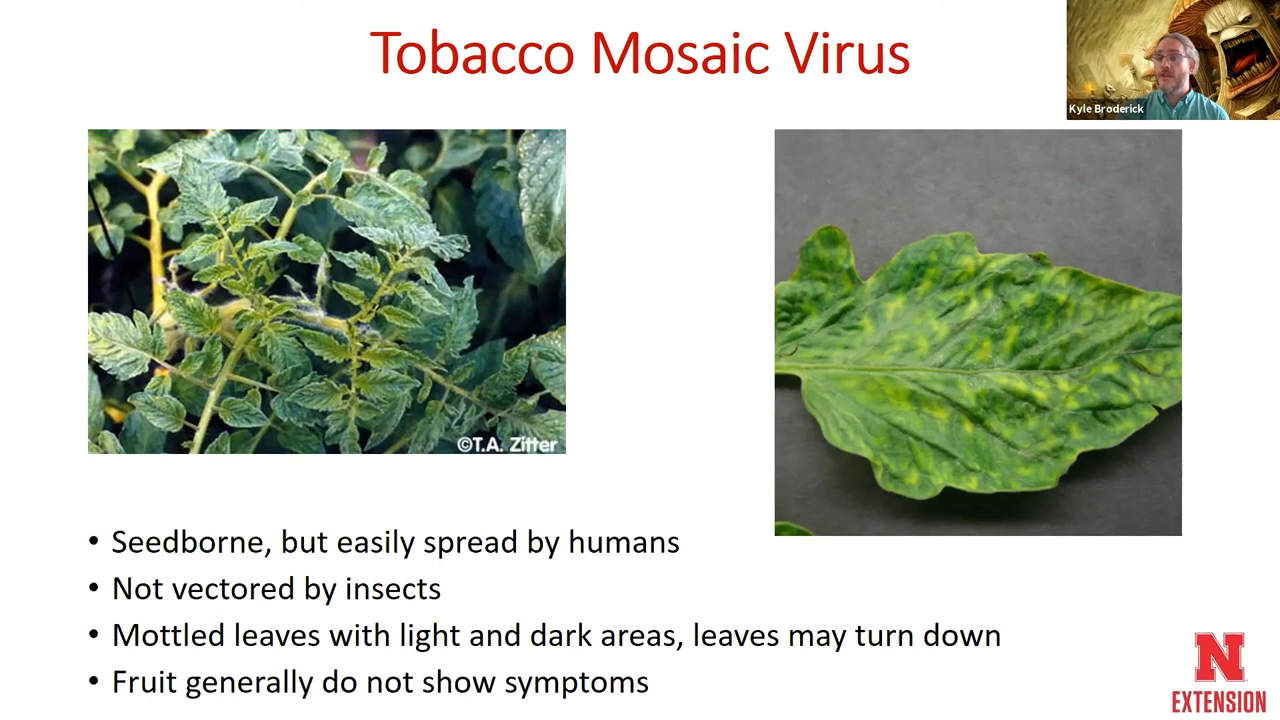 Tobacco Mosaic Virus
Kyle Broderick
©T.A. Zitter
• Seedborne, but easily spread by humans
• Not vectored by insects
• Mottled leaves with light and dark areas, leaves may turn down
• Fruit generally do not show symptoms
N
EXTENSION